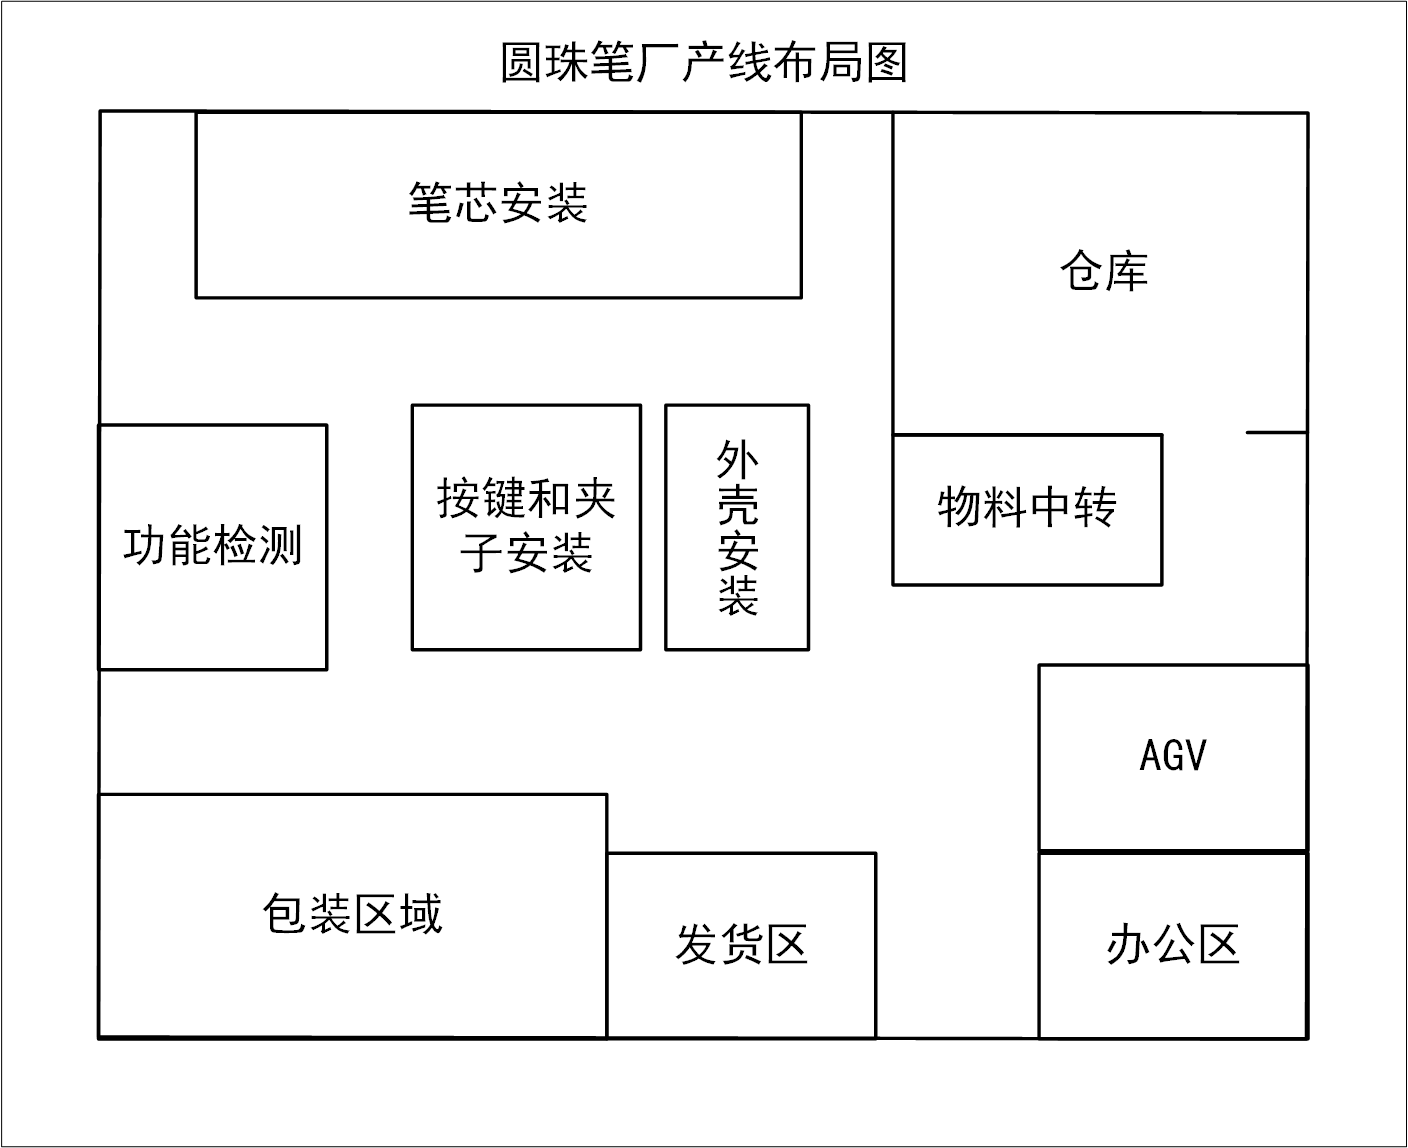 圆珠笔厂产线布局图
笔芯安装
仓库
按键和夹
子安装
外
壳
安
装
物料中转
功能检测
AGV
包装区域
发货区
办公区